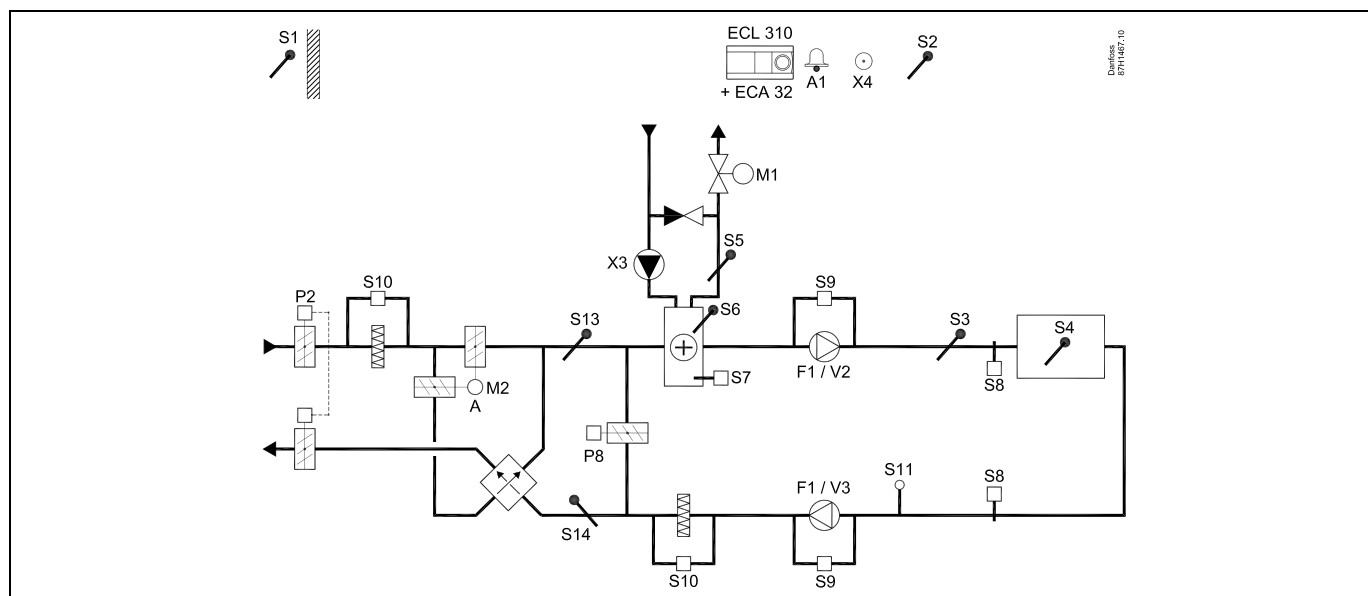 S1
ECL 310
+ ECA 32
A1
X4
S2
Danfoss
87H1467.10
M1
S5
X3
S10
P2
S13
S6
S9
S3
S4
M2
A
S7
F1 / V2
S8
P8
S11
F1 / V3
S8
S14
S10
S9